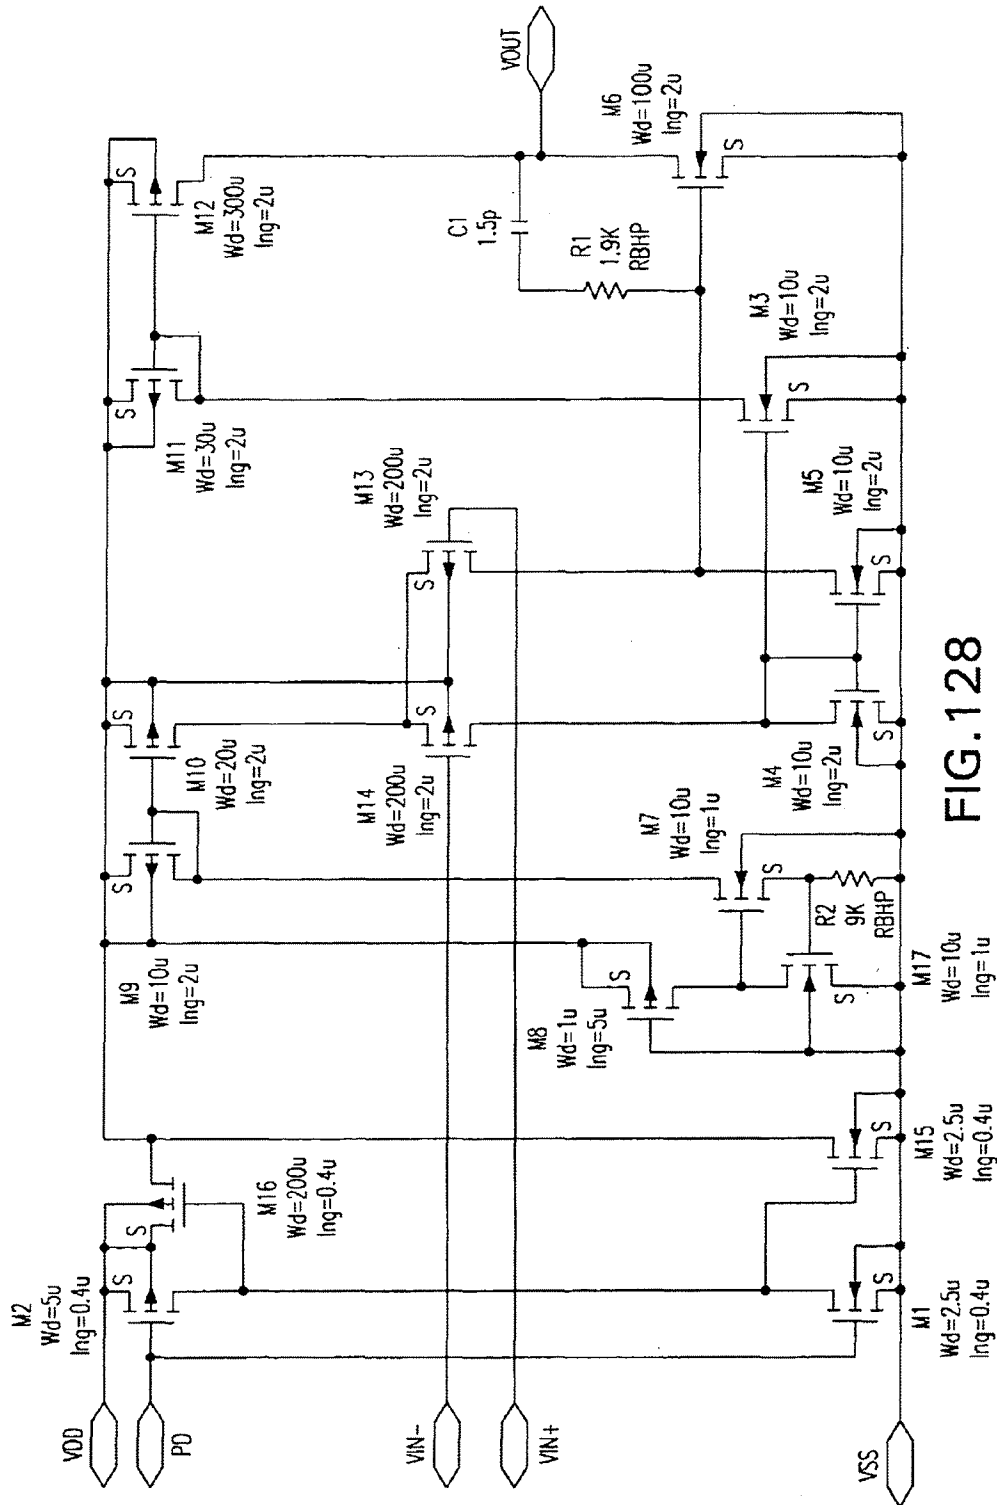 VDD
PD
VIN-
VIN+
VSS
VOUT
M2
Wd=5u
lng=0.4u
S
S
M16
Wd=200u
lng=0.4u
M1
Wd=2.5u
lng=0.4u
S
M15
Wd=2.5u
lng=0.4u
S
M9
Wd=10u
lng=2u
S
M10
Wd=20u
lng=2u
S
M8
Wd=1u
lng=5u
S
M17
Wd=10u
lng=1u
S
M7
Wd=10u
lng=1u
S
R2
9K
RBHP
M14
Wd=200u
lng=2u
S
M13
Wd=200u
lng=2u
S
M4
Wd=10u
lng=2u
S
M5
Wd=10u
lng=2u
S
M11
Wd=30u
lng=2u
S
M3
Wd=10u
lng=2u
S
M12
Wd=300u
lng=2u
S
C1
1.5p
R1
1.9K
RBHP
M6
Wd=100u
lng=2u
S
FIG.128